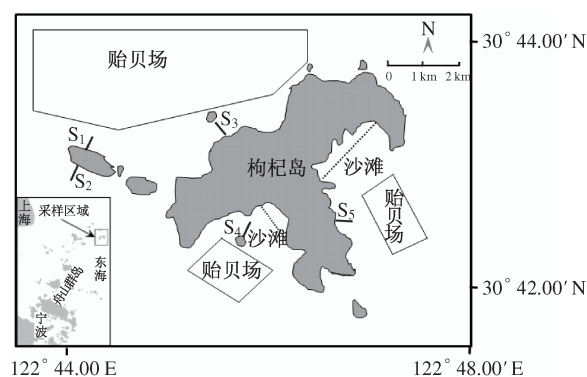 30° 44.00′ N
N
0 1 km 2 km
贻贝场
S3
S1
S2
枸杞岛
沙滩
贻贝场
S5
S4
沙滩
贻贝场
上海
采样区域
东海
舟山群岛
宁波
30° 42.00′ N
122° 44.00 E
122° 48.00′ E